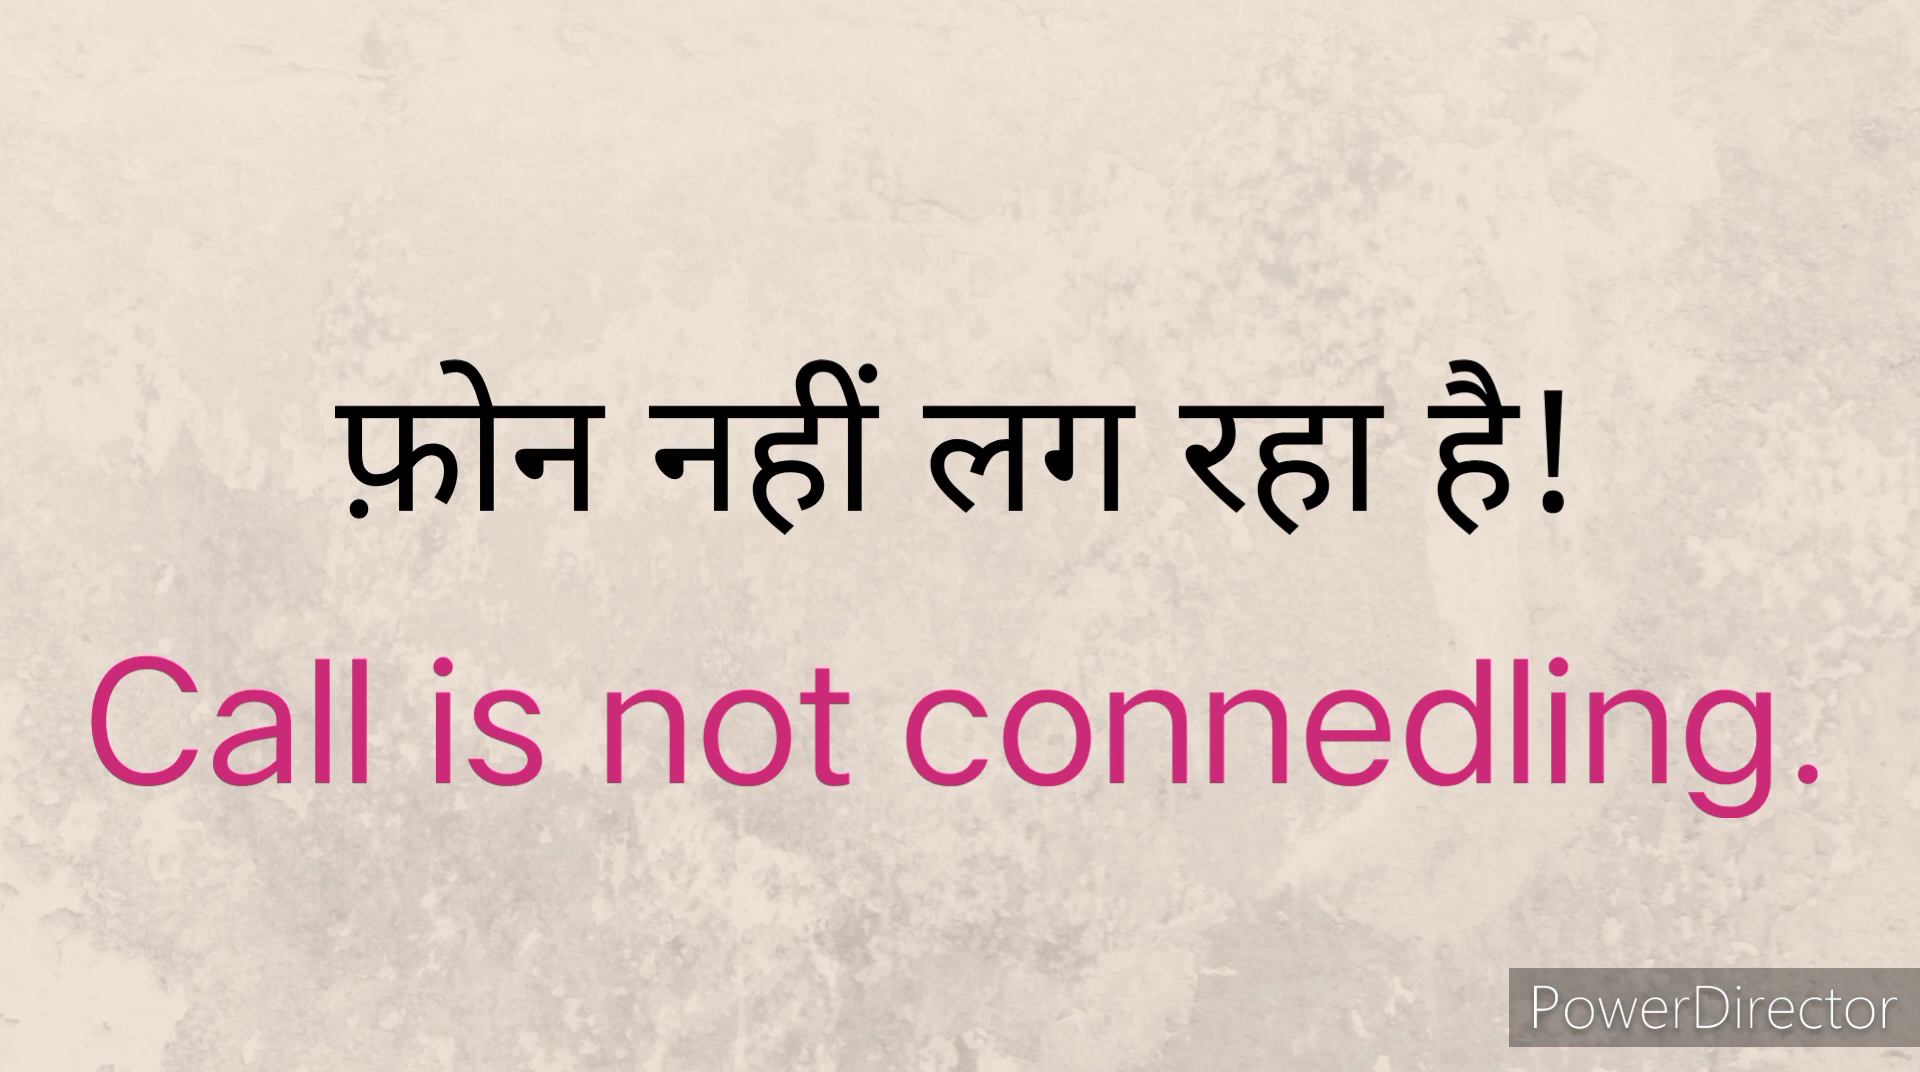 फ़ोन नहीं लग रहा है!
Call is not connedling.
PowerDirector